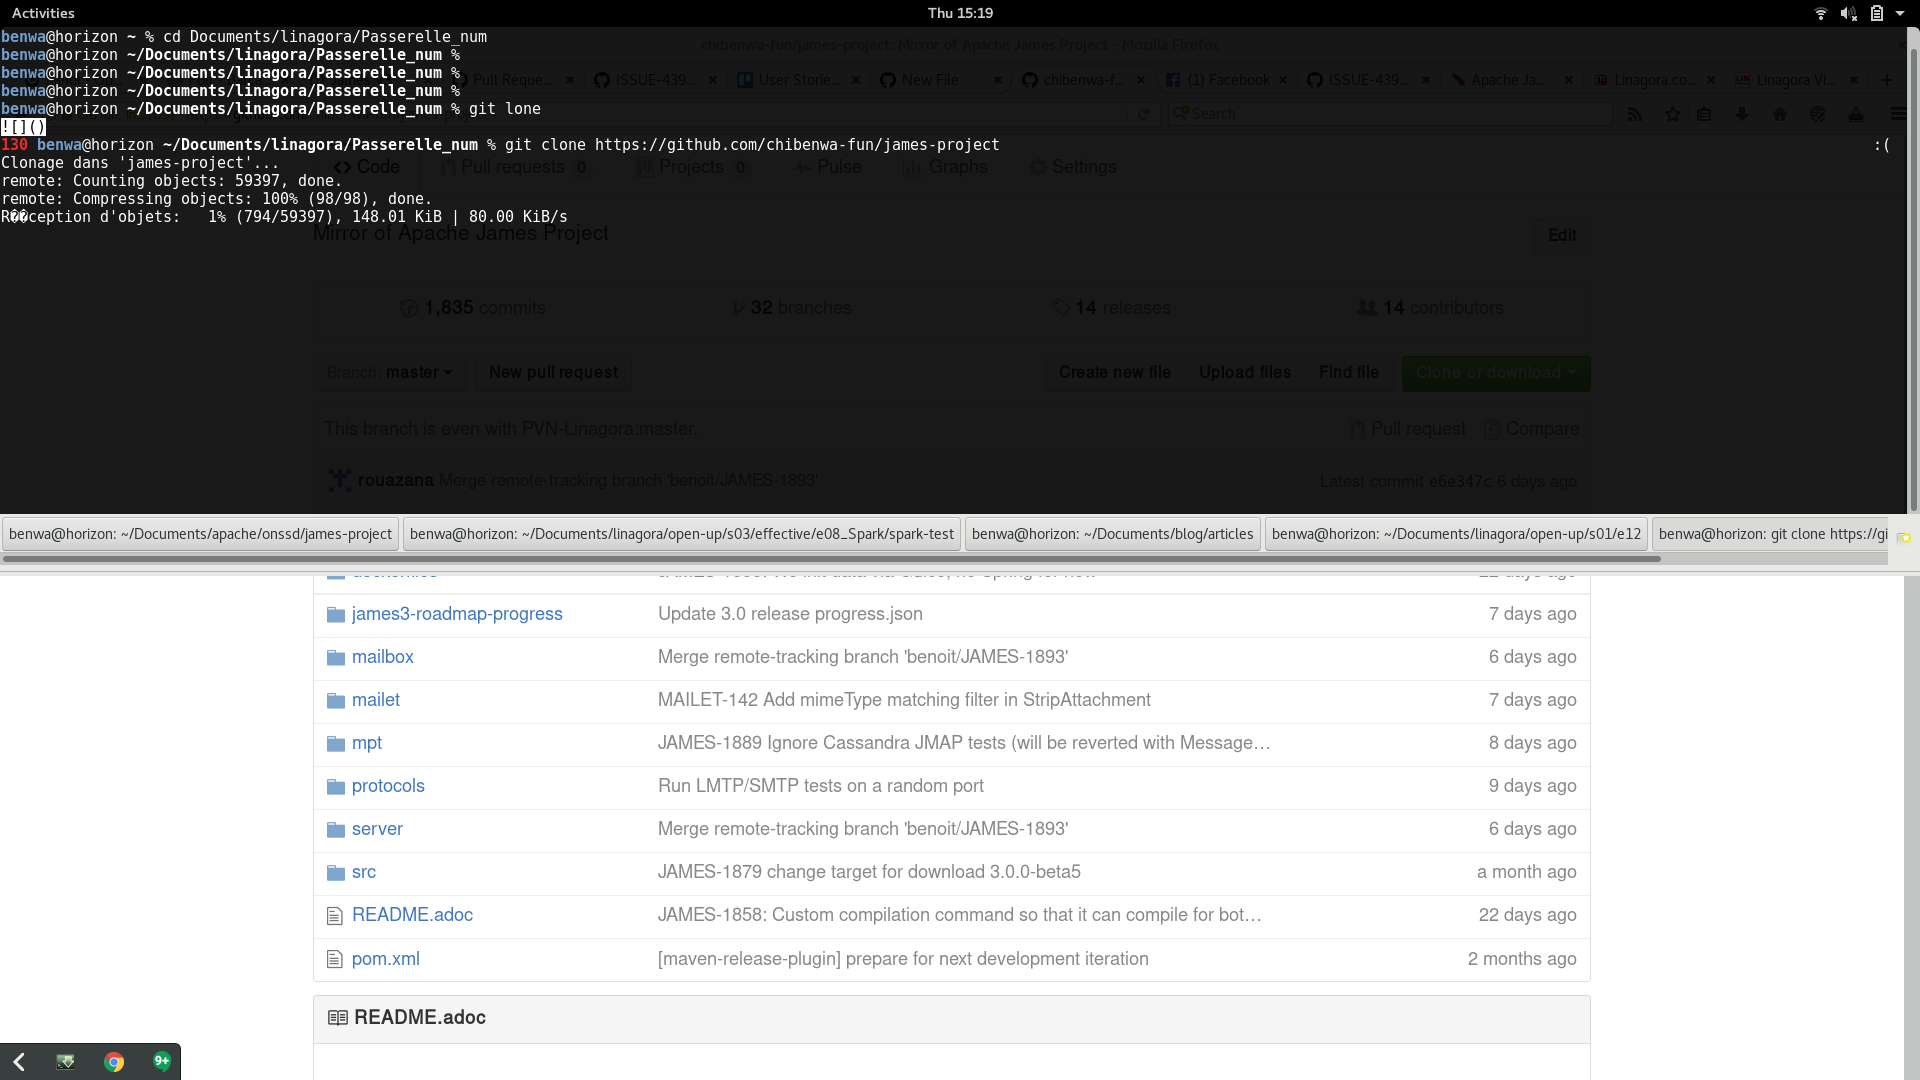 Activities
Thu 15:19
benwa@horizon ~ % cd Documents/linagora/Passerelle_num
benwa@horizon ~/Documents/linagora/Passerelle_num %
benwa@horizon ~/Documents/linagora/Passerelle_num %
benwa@horizon ~/Documents/linagora/Passerelle_num %
benwa@horizon ~/Documents/linagora/Passerelle_num % git lone
![]()
130 benwa@horizon ~/Documents/linagora/Passerelle_num % git clone https://github.com/chibenwa-fun/james-project :(
Clonage dans 'james-project'...
remote: Counting objects: 59397, done.
remote: Compressing objects: 100% (98/98), done.
R��ception d'objets:   1% (794/59397), 148.01 KiB | 80.00 KiB/s
chibenwa-fun/james-project: Mirror of Apache James Project - Mozilla Firefox
Pull Reque... ISSUE-439... User Storie... New File chibenwa-f... (1) Facebook ISSUE-439... Apache Ja... Linagora.co... Linagora Vi...
Search
Code Pull requests 0 Projects 0 Pulse Graphs Settings
Mirror of Apache James Project Edit
1,835 commits 32 branches 14 releases 14 contributors
Branch: master New pull request Create new file Upload files Find file Clone or download
This branch is even with PVN-Linagora:master. Pull request Compare
rouazana Merge remote-tracking branch 'benoit/JAMES-1893' Latest commit e6e347c 6 days ago
benwa@horizon: ~/Documents/apache/onssd/james-project benwa@horizon: ~/Documents/linagora/open-up/s03/effective/e08_Spark/spark-test benwa@horizon: ~/Documents/blog/articles benwa@horizon: ~/Documents/linagora/open-up/s01/e12 benwa@horizon: git clone https://gi
james3-roadmap-progress Update 3.0 release progress.json 7 days ago
mailbox Merge remote-tracking branch 'benoit/JAMES-1893' 6 days ago
mailet MAILET-142 Add mimeType matching filter in StripAttachment 7 days ago
mpt JAMES-1889 Ignore Cassandra JMAP tests (will be reverted with Message… 8 days ago
protocols Run LMTP/SMTP tests on a random port 9 days ago
server Merge remote-tracking branch 'benoit/JAMES-1893' 6 days ago
src JAMES-1879 change target for download 3.0.0-beta5 a month ago
README.adoc JAMES-1858: Custom compilation command so that it can compile for bot… 22 days ago
pom.xml [maven-release-plugin] prepare for next development iteration 2 months ago
README.adoc
9+